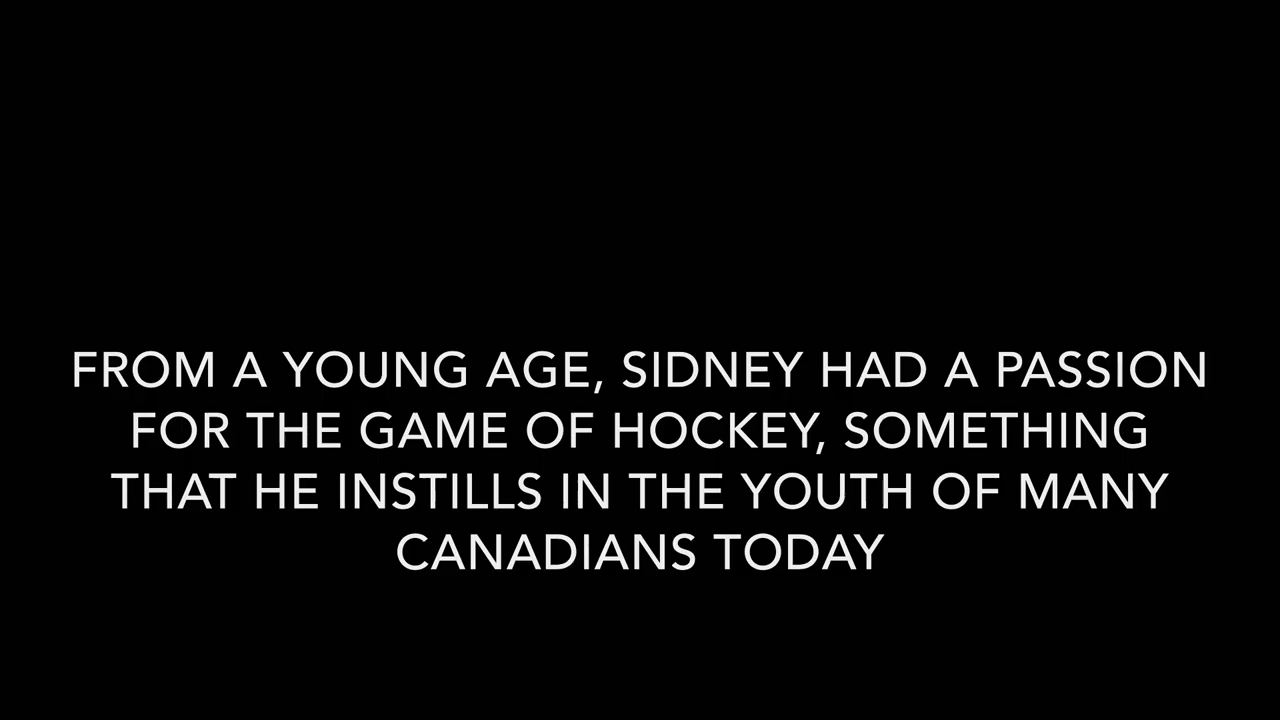 FROM A YOUNG AGE, SIDNEY HAD A PASSION
FOR THE GAME OF HOCKEY, SOMETHING
THAT HE INSTILLS IN THE YOUTH OF MANY
CANADIANS TODAY